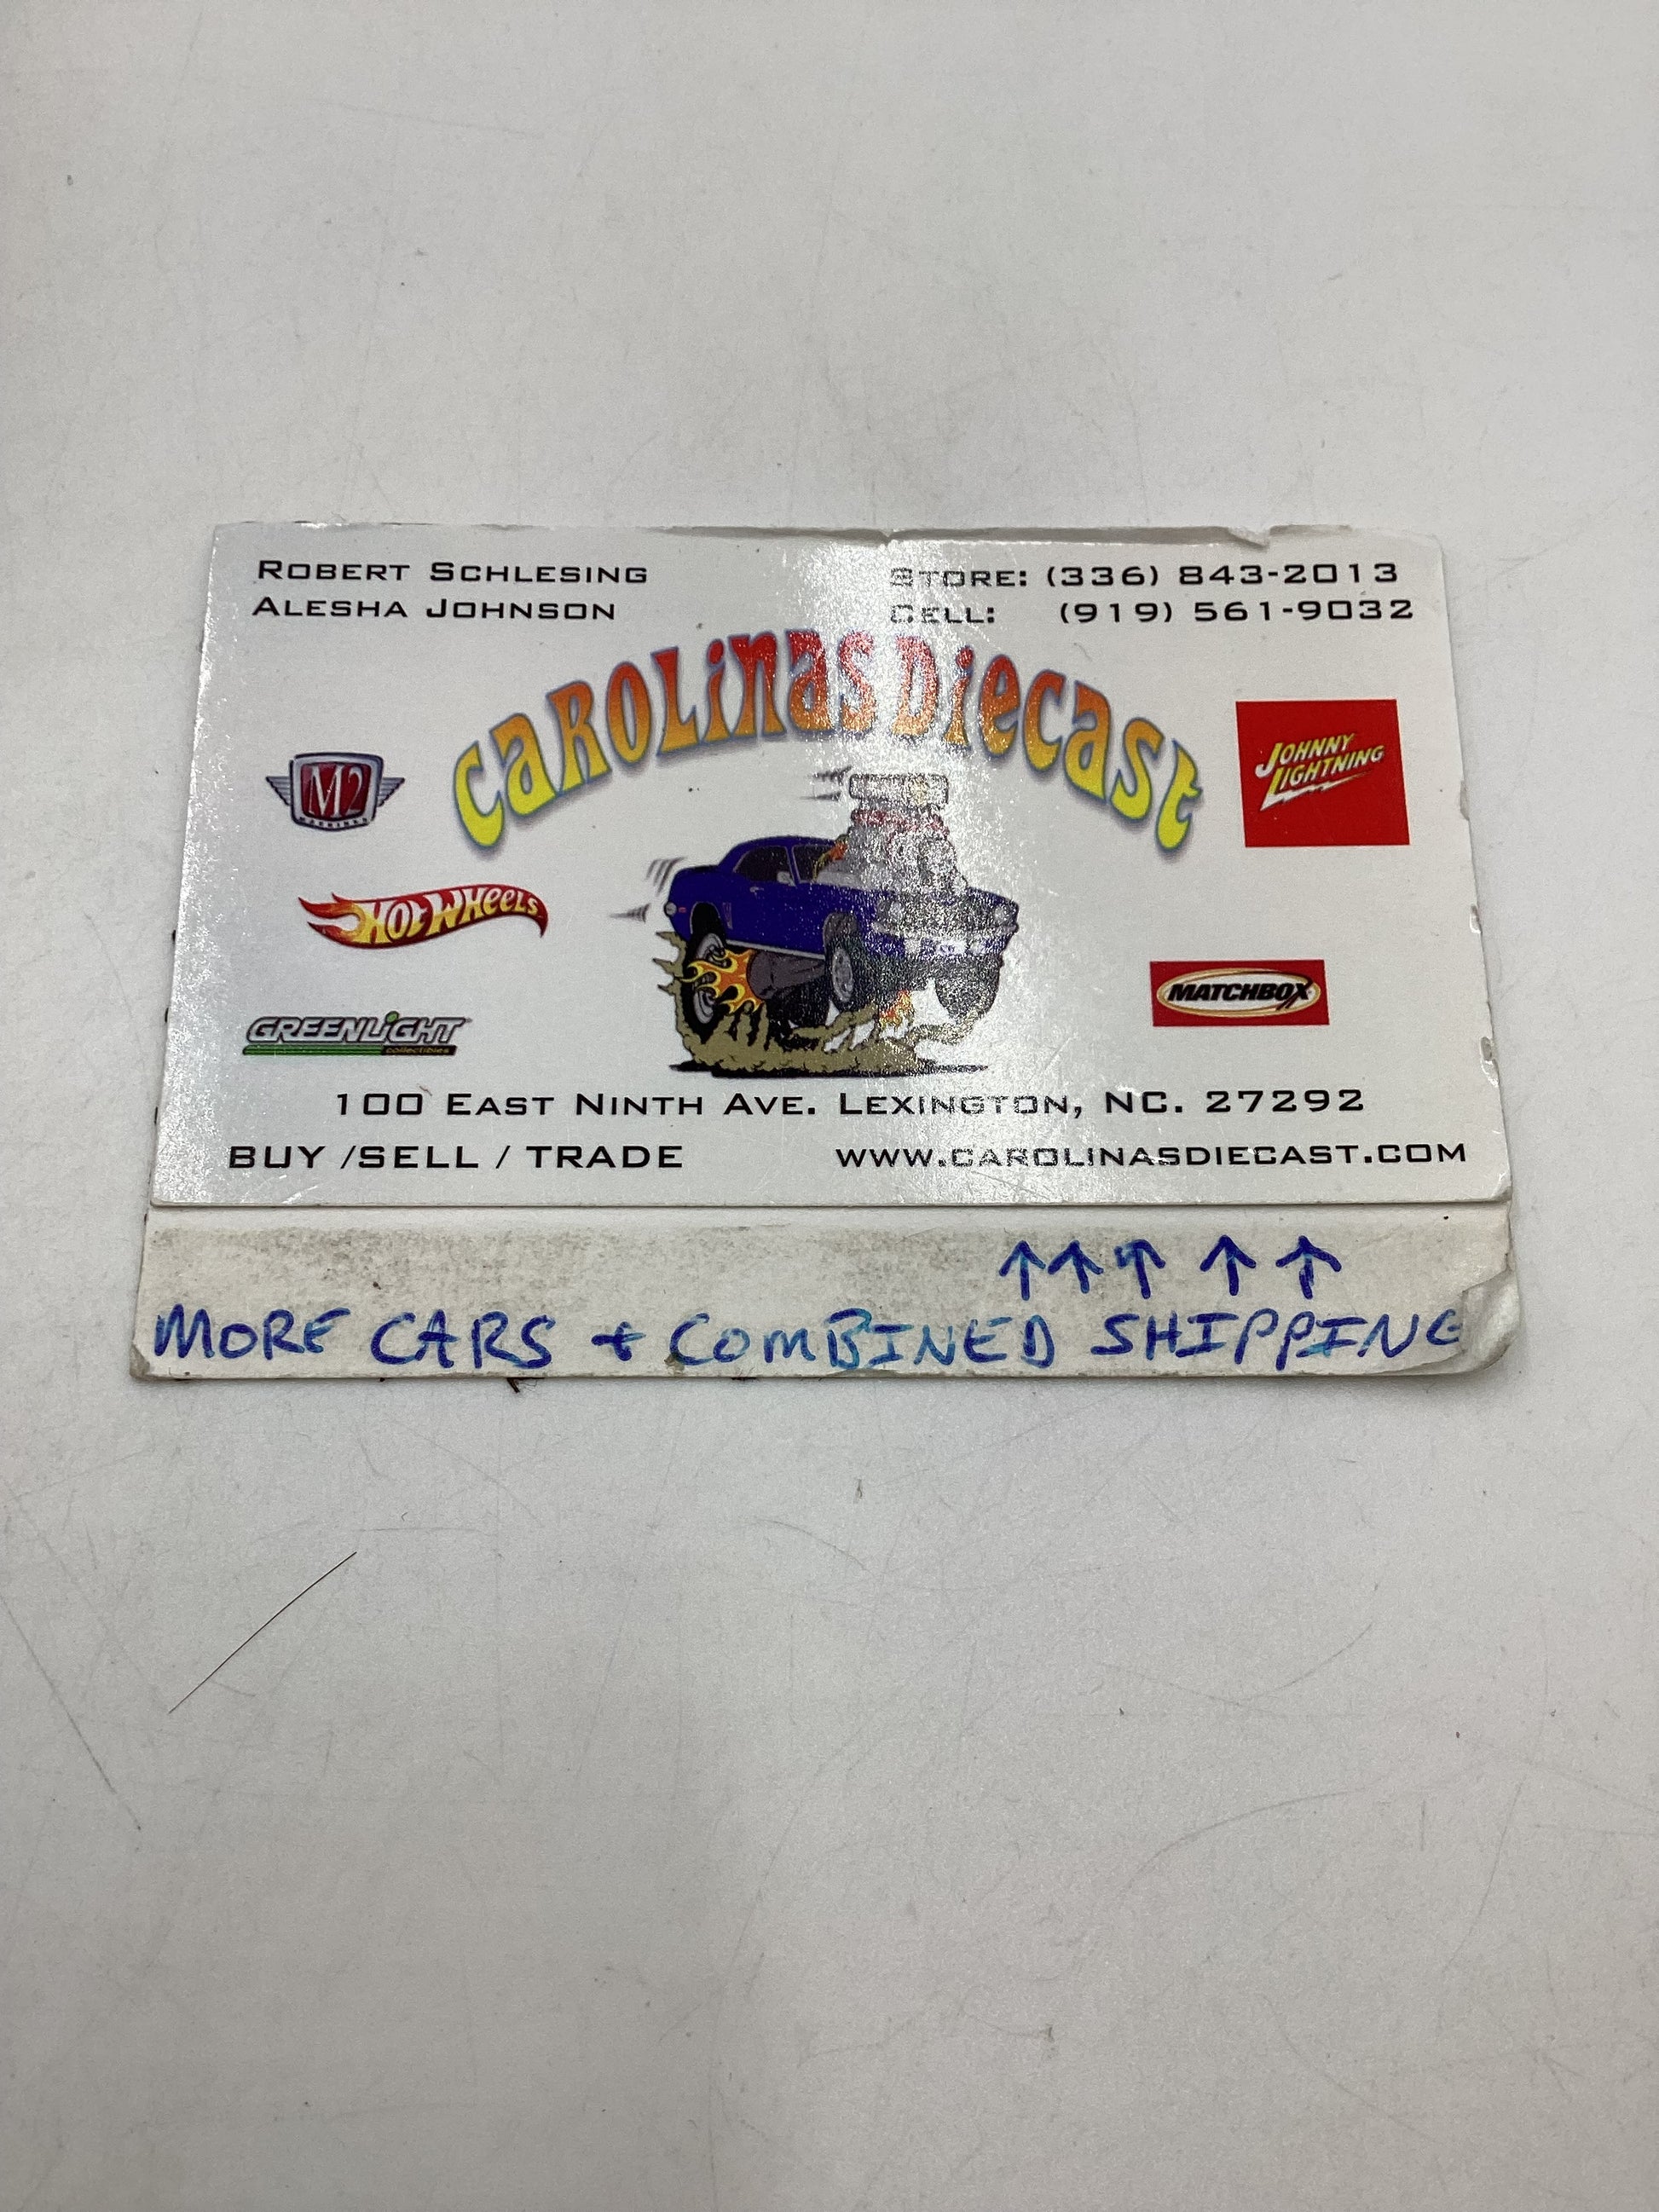 ROBERT SCHLESING
ALESHA JOHNSON
STORE: (336) 843-2013
CELL: (919) 561-9032
CAROLINAS DIECAST
M2
MACHINES
JOHNNY
LIGHTNING
HOT WHEELS
MATCHBOX
GREENLIGHT
collectibles
100 EAST NINTH AVE. LEXINGTON, NC. 27292
BUY /SELL / TRADE
WWW.CAROLINASDIECAST.COM
↑ ↑ ↑ ↑ ↑
MORE CARS + COMBINED SHIPPING